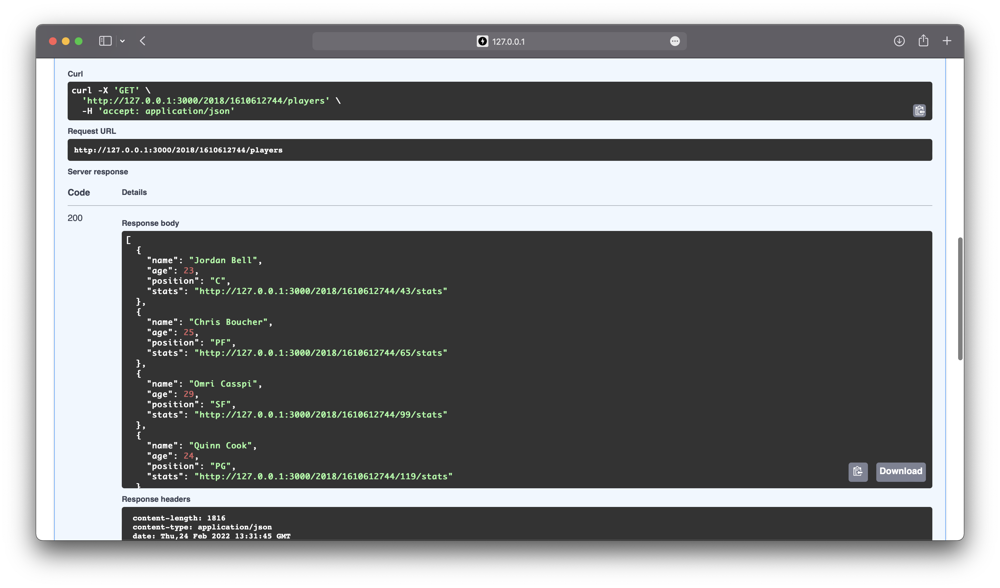 127.0.0.1
Curl
curl -X 'GET' \
  'http://127.0.0.1:3000/2018/1610612744/players' \
  -H 'accept: application/json'
Request URL
http://127.0.0.1:3000/2018/1610612744/players
Server response
Code Details
200
Response body
[
  {
    "name": "Jordan Bell",
    "age": 23,
    "position": "C",
    "stats": "http://127.0.0.1:3000/2018/1610612744/43/stats"
  },
  {
    "name": "Chris Boucher",
    "age": 25,
    "position": "PF",
    "stats": "http://127.0.0.1:3000/2018/1610612744/65/stats"
  },
  {
    "name": "Omri Casspi",
    "age": 29,
    "position": "SF",
    "stats": "http://127.0.0.1:3000/2018/1610612744/99/stats"
  },
  {
    "name": "Quinn Cook",
    "age": 24,
    "position": "PG",
    "stats": "http://127.0.0.1:3000/2018/1610612744/119/stats"
  }
Download
Response headers
content-length: 1816
content-type: application/json
date: Thu,24 Feb 2022 13:31:45 GMT